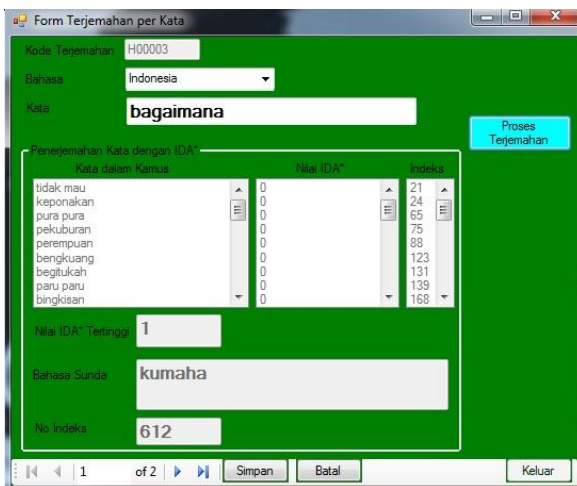 Form Terjemahan per Kata
Kode Terjemahan H00003
Bahasa Indonesia
Kata bagaimana
Proses Terjemahan
Penerjemahan Kata dengan IDA*
Kata dalam Kamus Nilai IDA* Indeks
tidak mau 0 21
keponakan 0 24
pura pura 0 65
pekuburan 0 75
perempuan 0 88
bengkuang 0 123
begitukah 0 131
paru paru 0 139
bingkisan 0 168
Nilai IDA* Tertinggi 1
Bahasa Sunda kumaha
No Indeks 612
1 of 2 Simpan Batal Keluar